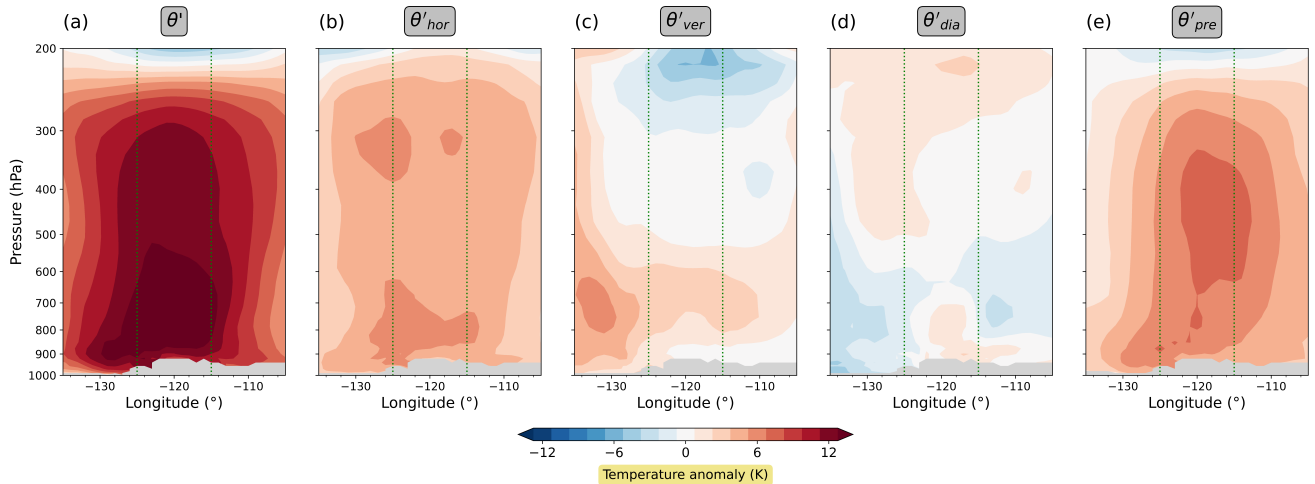 (a) θ' (b) θ′hor (c) θ′ver (d) θ′dia (e) θ′pre
200
300
400
500
600
700
800
900
1000
Pressure (hPa)
−130 −120 −110 −130 −120 −110 −130 −120 −110 −130 −120 −110 −130 −120 −110
Longitude (°) Longitude (°) Longitude (°) Longitude (°) Longitude (°)
−12 −6 0 6 12
Temperature anomaly (K)